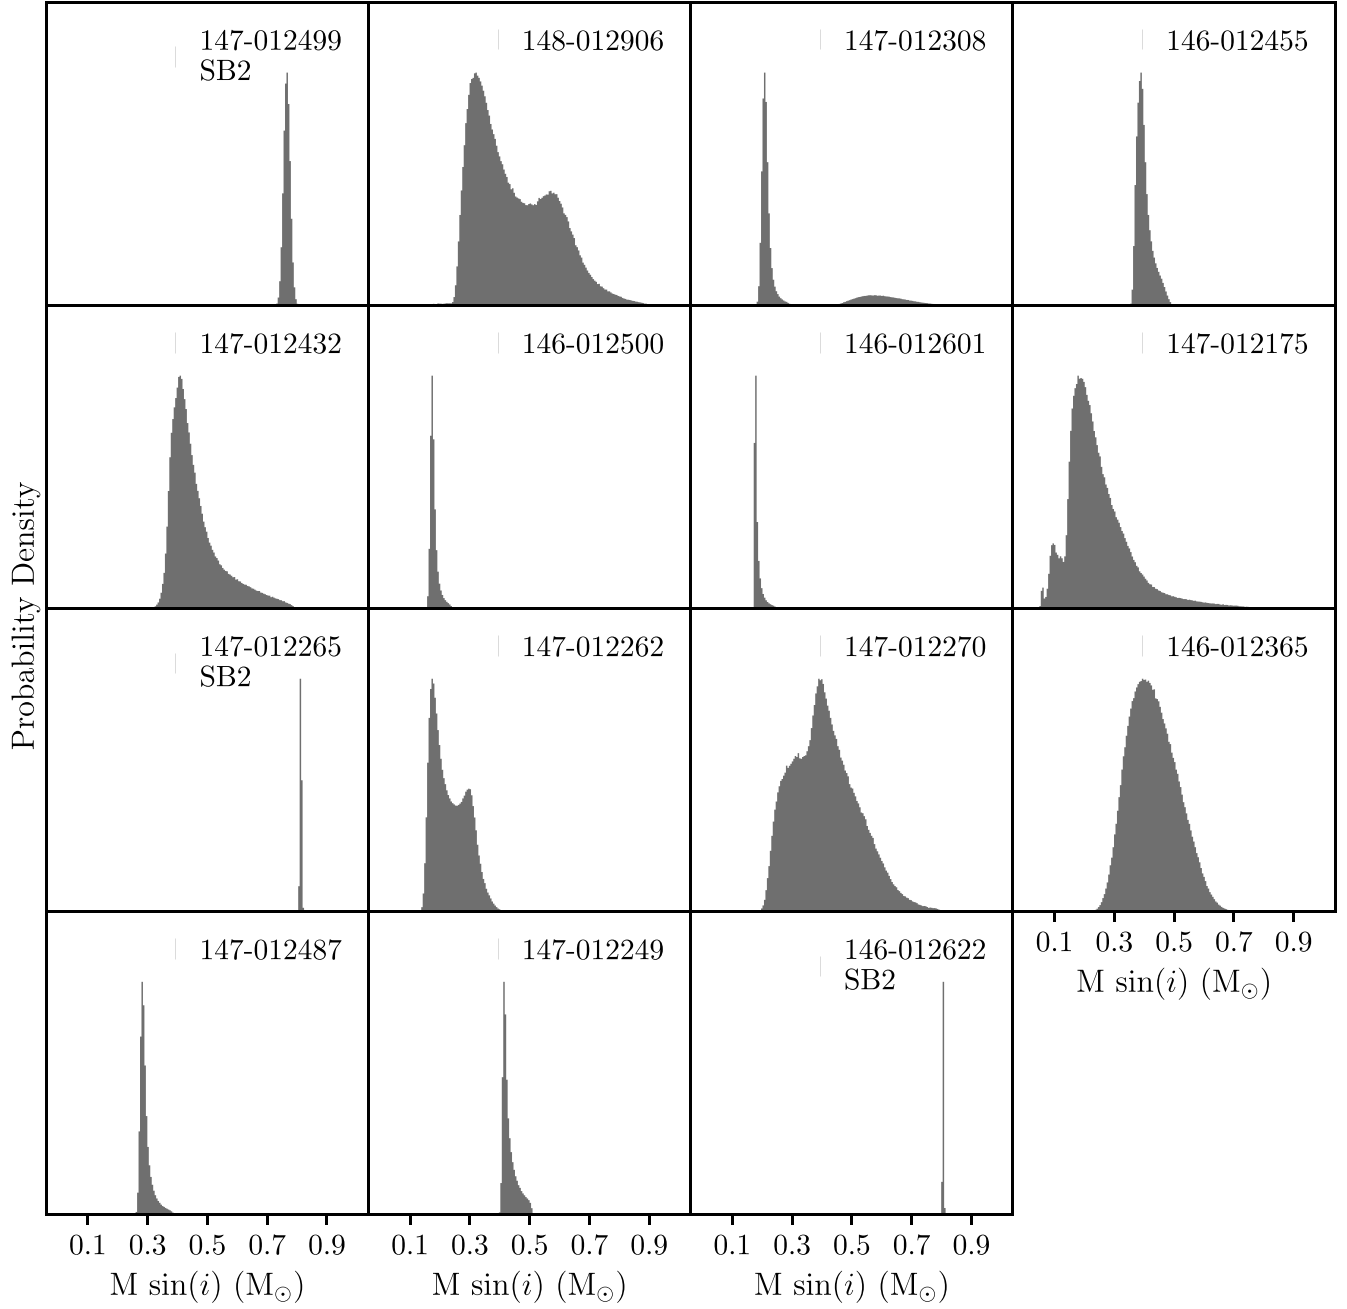 147-012499
SB2
148-012906
147-012308
146-012455
147-012432
146-012500
146-012601
147-012175
Probability Density
147-012265
SB2
147-012262
147-012270
146-012365
0.1 0.3 0.5 0.7 0.9
M sin(i) (M☉)
147-012487
147-012249
146-012622
SB2
0.1 0.3 0.5 0.7 0.9
0.1 0.3 0.5 0.7 0.9
0.1 0.3 0.5 0.7 0.9
M sin(i) (M☉)
M sin(i) (M☉)
M sin(i) (M☉)